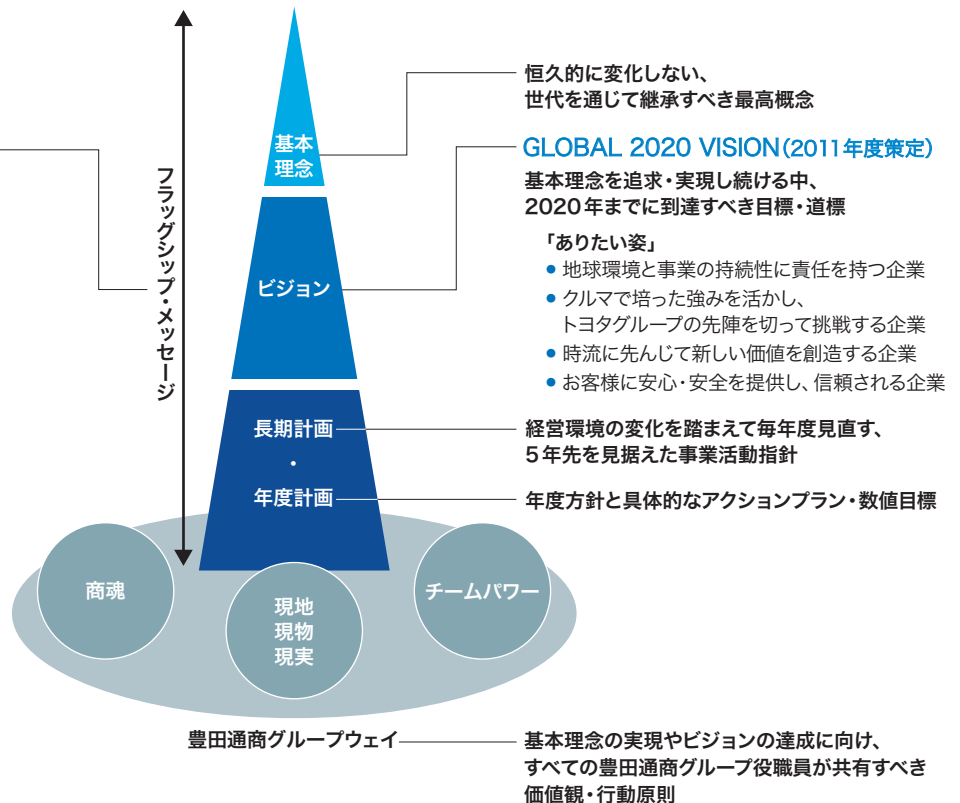 恒久的に変化しない、
世代を通じて継承すべき最高概念
基本
理念
GLOBAL 2020 VISION（2011年度策定）
基本理念を追求・実現し続ける中、
2020年までに到達すべき目標・道標
「ありたい姿」
● 地球環境と事業の持続性に責任を持つ企業
● クルマで培った強みを活かし、
トヨタグループの先陣を切って挑戦する企業
● 時流に先んじて新しい価値を創造する企業
● お客様に安心・安全を提供し、信頼される企業
フラッグシップ・メッセージ
ビジョン
長期計画
・
年度計画
経営環境の変化を踏まえて毎年度見直す、
5年先を見据えた事業活動指針
年度方針と具体的なアクションプラン・数値目標
商魂
現地
現物
現実
チームパワー
豊田通商グループウェイ
基本理念の実現やビジョンの達成に向け、
すべての豊田通商グループ役職員が共有すべき
価値観・行動原則